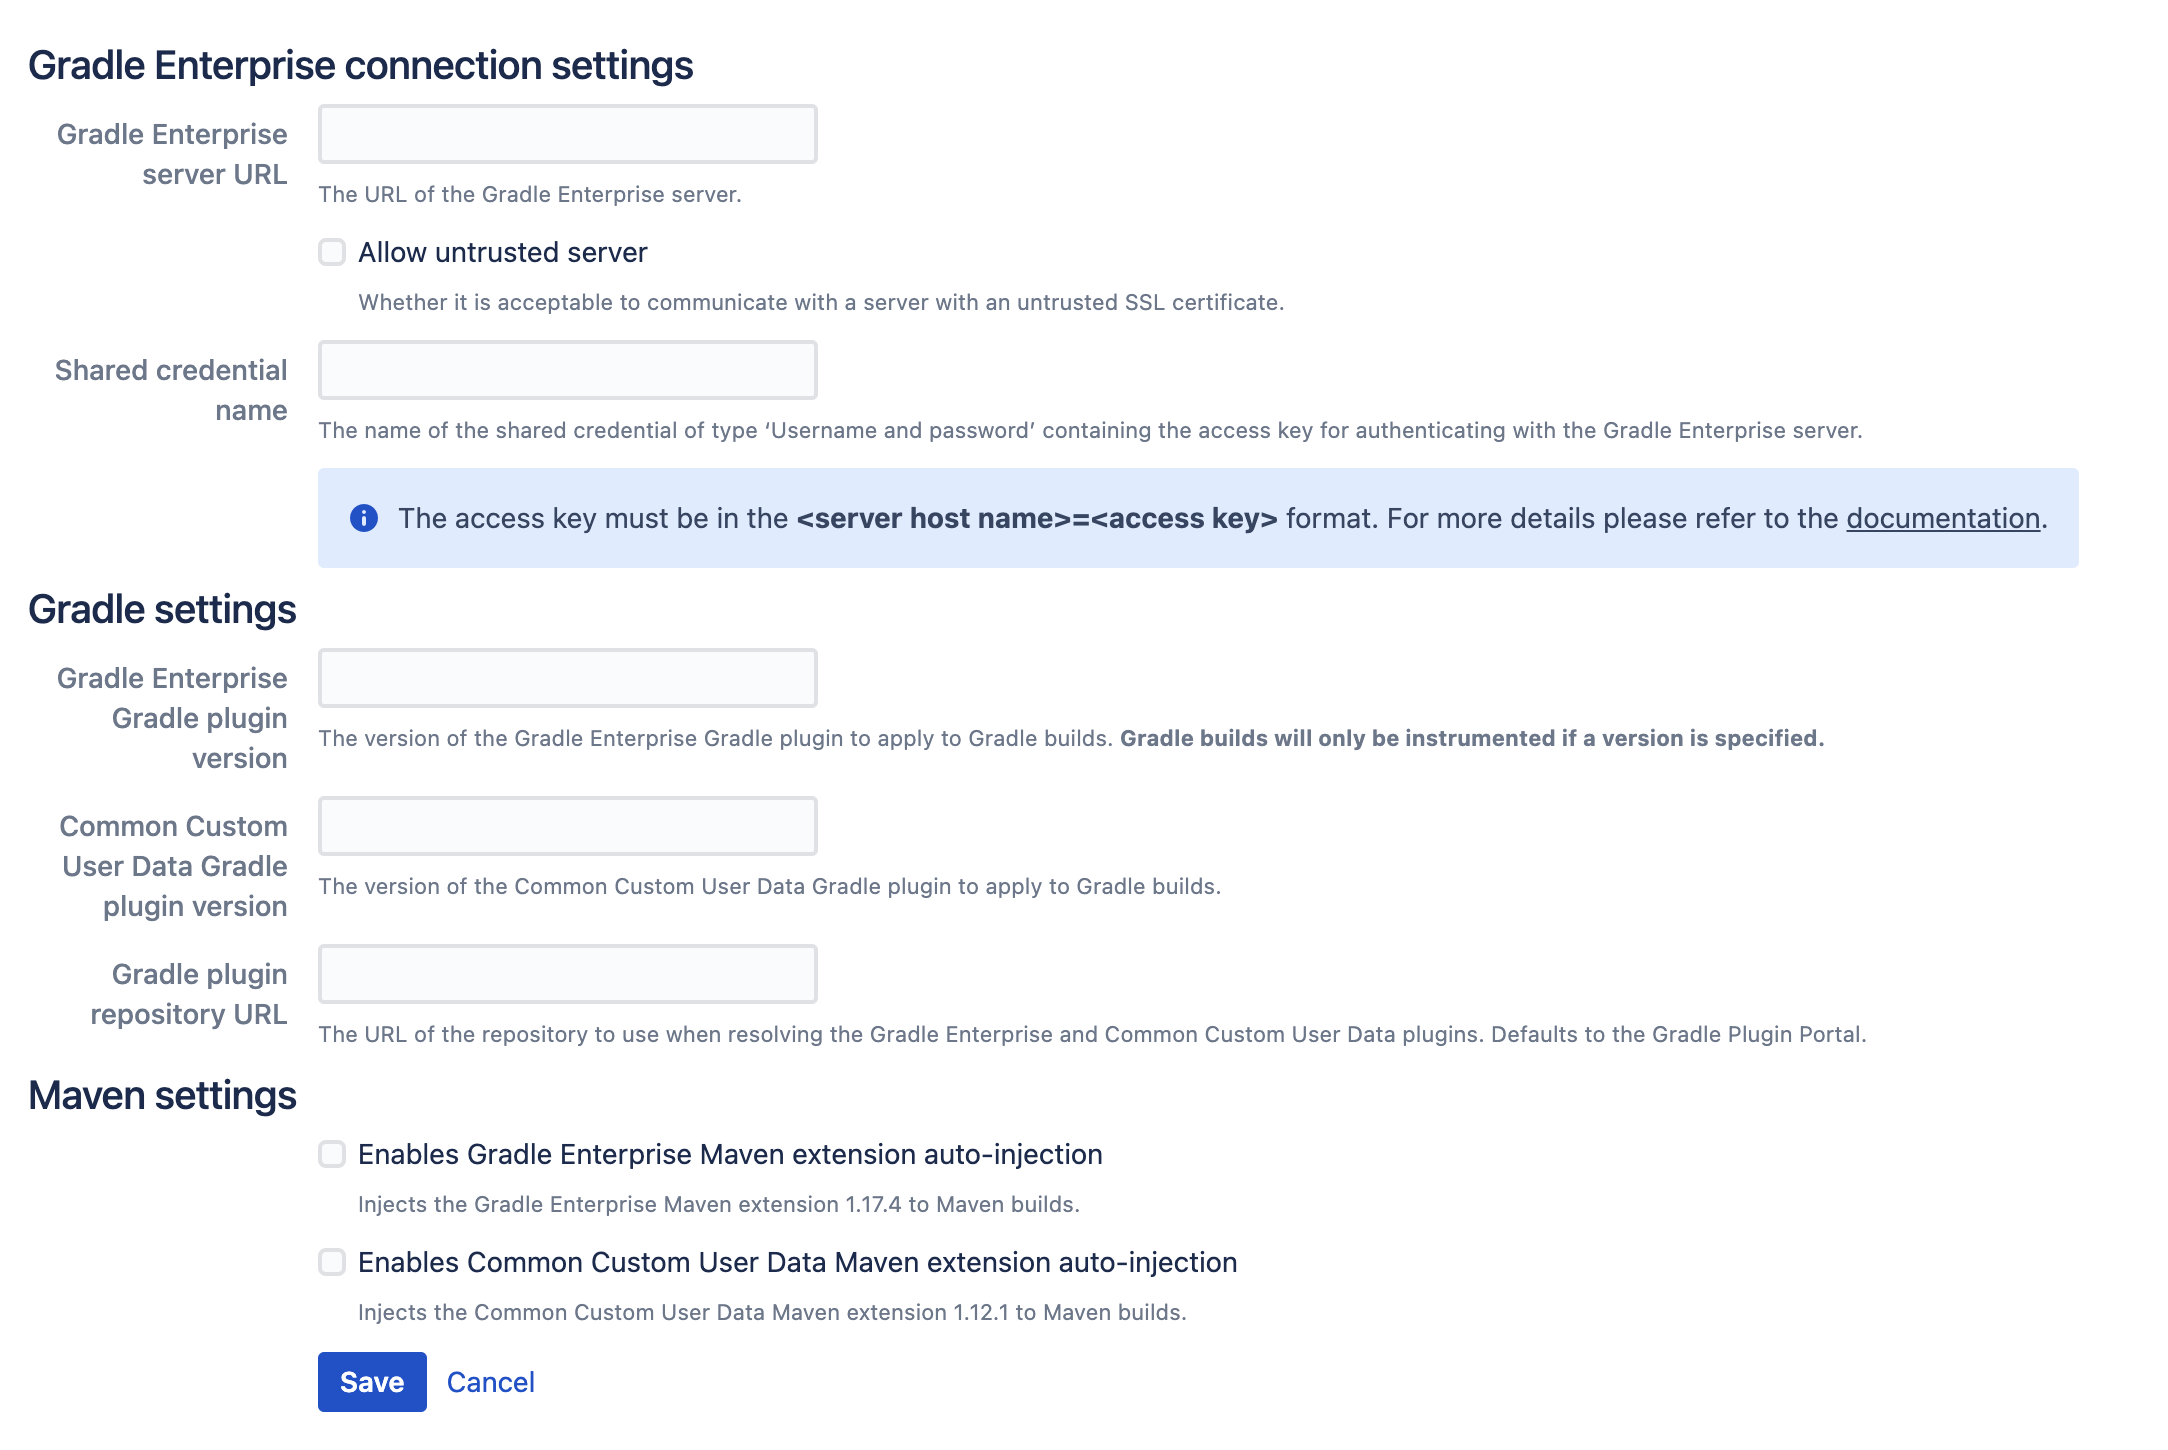 Gradle Enterprise connection settings
Gradle Enterprise
server URL
The URL of the Gradle Enterprise server.
Allow untrusted server
Whether it is acceptable to communicate with a server with an untrusted SSL certificate.
Shared credential
name
The name of the shared credential of type ‘Username and password’ containing the access key for authenticating with the Gradle Enterprise server.
The access key must be in the <server host name>=<access key> format. For more details please refer to the documentation.
Gradle settings
Gradle Enterprise
Gradle plugin
version
The version of the Gradle Enterprise Gradle plugin to apply to Gradle builds. Gradle builds will only be instrumented if a version is specified.
Common Custom
User Data Gradle
plugin version
The version of the Common Custom User Data Gradle plugin to apply to Gradle builds.
Gradle plugin
repository URL
The URL of the repository to use when resolving the Gradle Enterprise and Common Custom User Data plugins. Defaults to the Gradle Plugin Portal.
Maven settings
Enables Gradle Enterprise Maven extension auto-injection
Injects the Gradle Enterprise Maven extension 1.17.4 to Maven builds.
Enables Common Custom User Data Maven extension auto-injection
Injects the Common Custom User Data Maven extension 1.12.1 to Maven builds.
Save Cancel